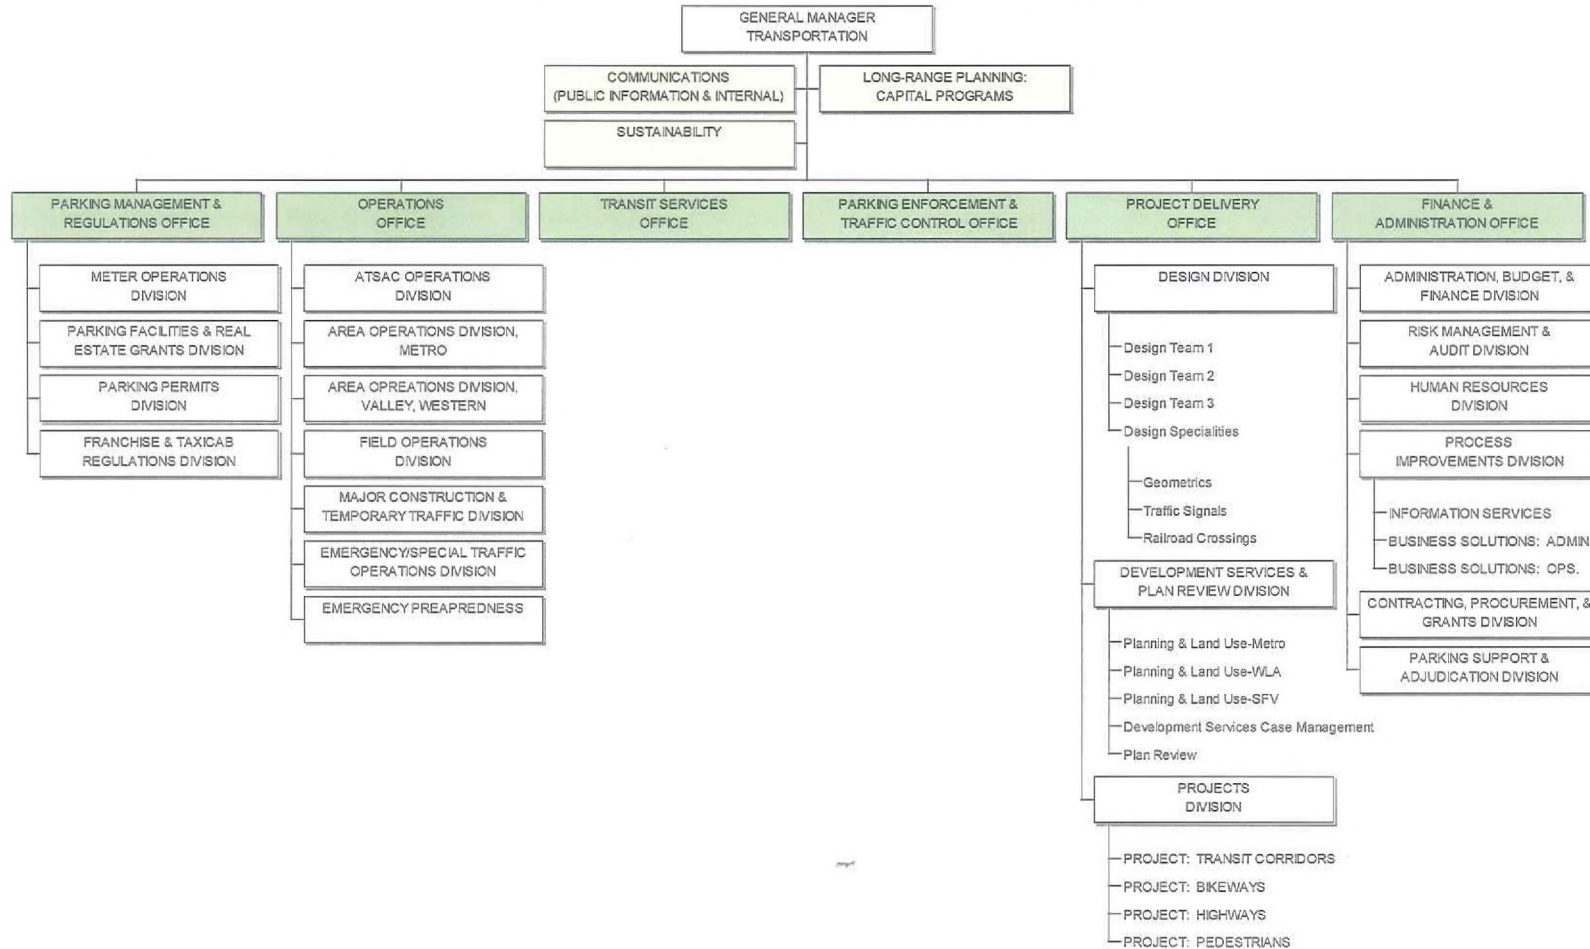 GENERAL MANAGER
TRANSPORTATION
COMMUNICATIONS
(PUBLIC INFORMATION & INTERNAL)
LONG-RANGE PLANNING:
CAPITAL PROGRAMS
SUSTAINABILITY
PARKING MANAGEMENT &
REGULATIONS OFFICE
METER OPERATIONS
DIVISION
PARKING FACILITIES & REAL
ESTATE GRANTS DIVISION
PARKING PERMITS
DIVISION
FRANCHISE & TAXICAB
REGULATIONS DIVISION
OPERATIONS
OFFICE
ATSAC OPERATIONS
DIVISION
AREA OPERATIONS DIVISION,
METRO
AREA OPREATIONS DIVISION,
VALLEY, WESTERN
FIELD OPERATIONS
DIVISION
MAJOR CONSTRUCTION &
TEMPORARY TRAFFIC DIVISION
EMERGENCY/SPECIAL TRAFFIC
OPERATIONS DIVISION
EMERGENCY PREAPREDNESS
TRANSIT SERVICES
OFFICE
PARKING ENFORCEMENT &
TRAFFIC CONTROL OFFICE
PROJECT DELIVERY
OFFICE
DESIGN DIVISION
Design Team 1
Design Team 2
Design Team 3
Design Specialities
Geometrics
Traffic Signals
Railroad Crossings
DEVELOPMENT SERVICES &
PLAN REVIEW DIVISION
Planning & Land Use-Metro
Planning & Land Use-WLA
Planning & Land Use-SFV
Development Services Case Management
Plan Review
PROJECTS
DIVISION
PROJECT: TRANSIT CORRIDORS
PROJECT: BIKEWAYS
PROJECT: HIGHWAYS
PROJECT: PEDESTRIANS
FINANCE &
ADMINISTRATION OFFICE
ADMINISTRATION, BUDGET, &
FINANCE DIVISION
RISK MANAGEMENT &
AUDIT DIVISION
HUMAN RESOURCES
DIVISION
PROCESS
IMPROVEMENTS DIVISION
INFORMATION SERVICES
BUSINESS SOLUTIONS: ADMIN
BUSINESS SOLUTIONS: OPS.
CONTRACTING, PROCUREMENT, &
GRANTS DIVISION
PARKING SUPPORT &
ADJUDICATION DIVISION